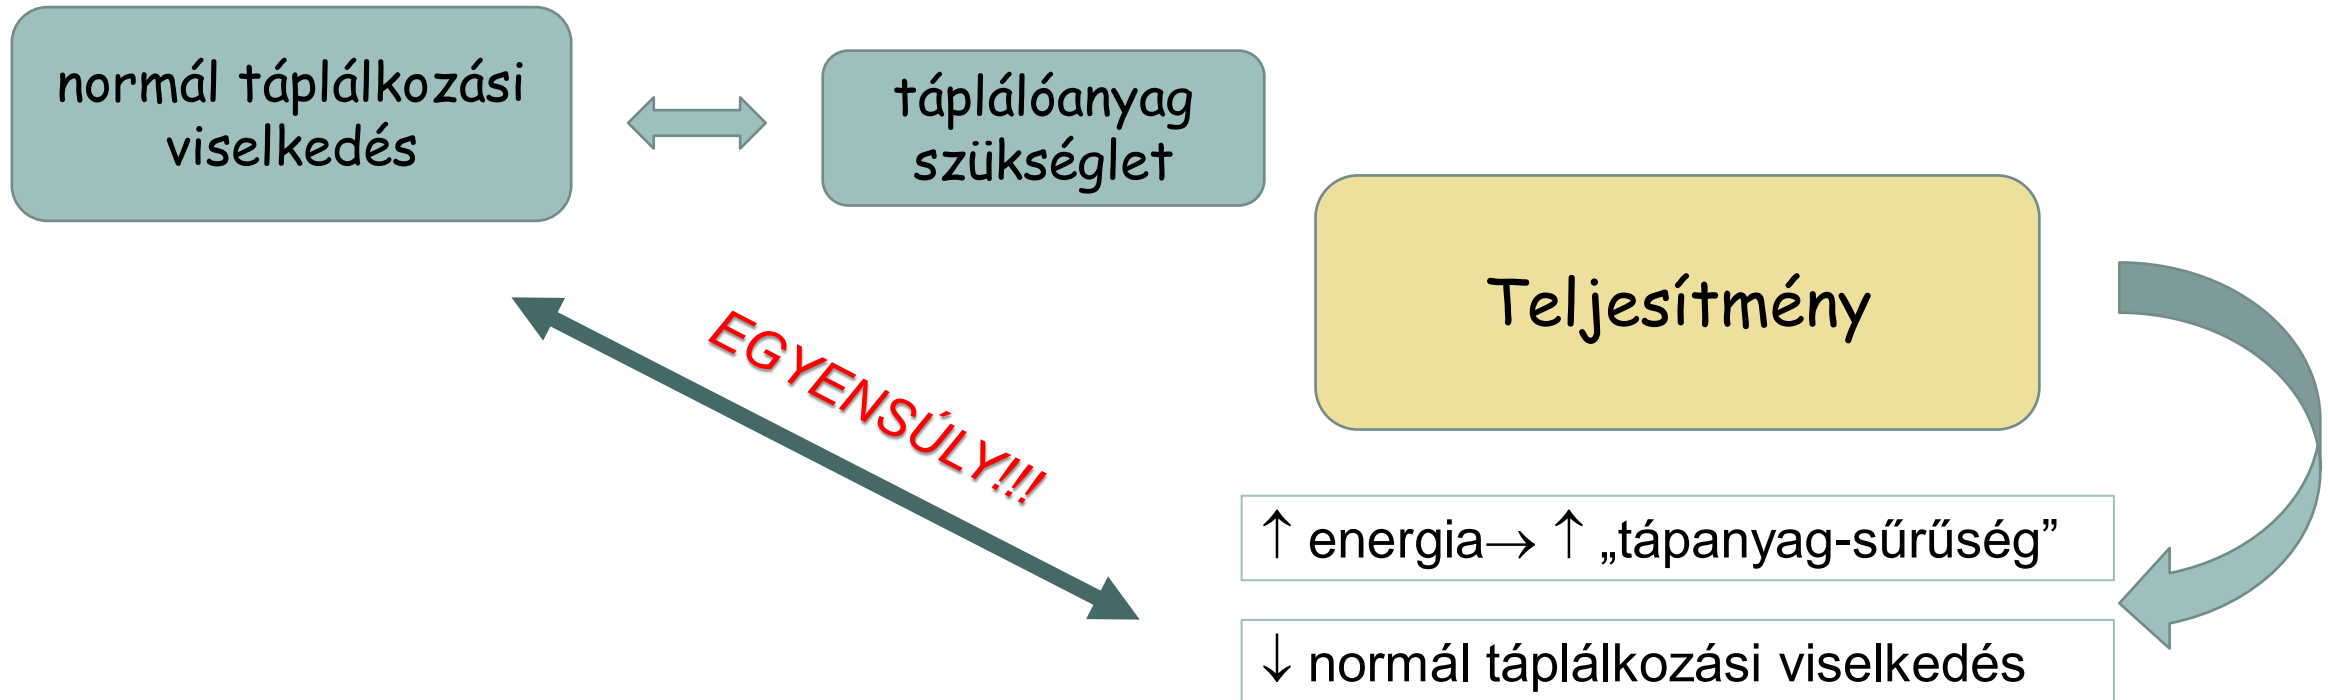 normál táplálkozási
viselkedés
táplálóanyag
szükséglet
Teljesítmény
EGYENSÚLY!!!
↑ energia→ ↑ „tápanyag-sűrűség”
↓ normál táplálkozási viselkedés